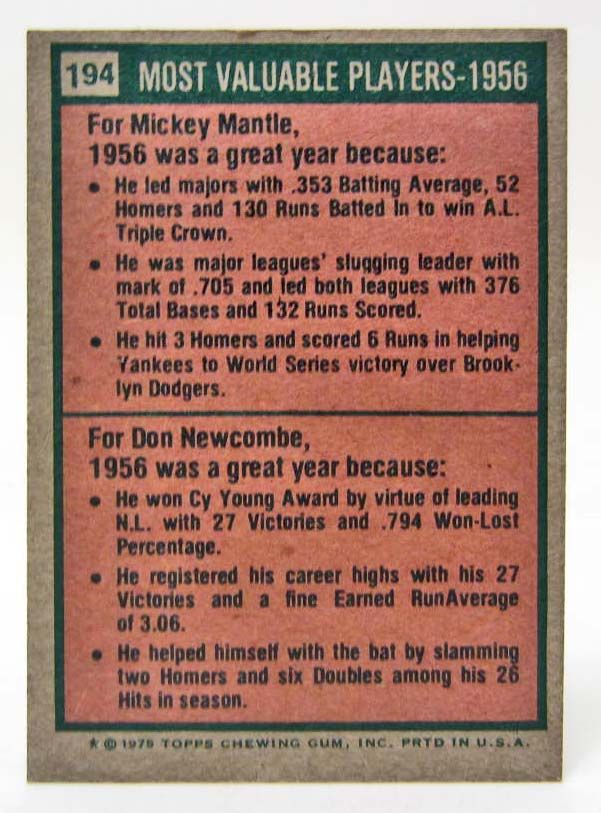 194 MOST VALUABLE PLAYERS-1956
For Mickey Mantle,
1956 was a great year because:
• He led majors with .353 Batting Average, 52
Homers and 130 Runs Batted In to win A.L.
Triple Crown.
• He was major leagues' slugging leader with
mark of .705 and led both leagues with 376
Total Bases and 132 Runs Scored.
• He hit 3 Homers and scored 6 Runs in helping
Yankees to World Series victory over Brook-
lyn Dodgers.
For Don Newcombe,
1956 was a great year because:
• He won Cy Young Award by virtue of leading
N.L. with 27 Victories and .794 Won-Lost
Percentage.
• He registered his career highs with his 27
Victories and a fine Earned RunAverage
of 3.06.
• He helped himself with the bat by slamming
two Homers and six Doubles among his 26
Hits in season.
★ © 1975 TOPPS CHEWING GUM, INC. PRTD IN U.S.A.